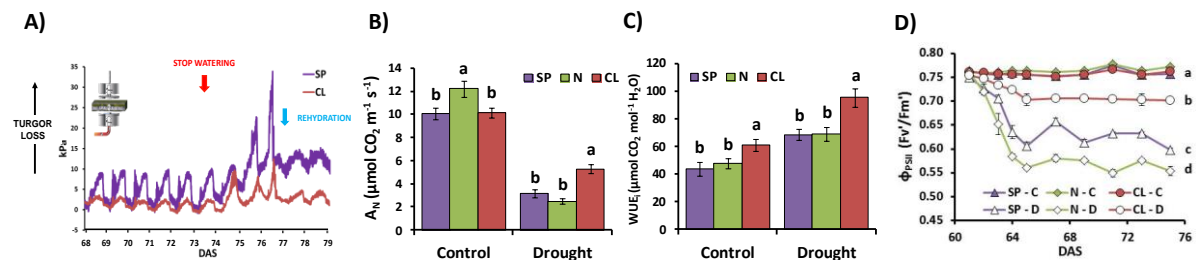 A)
STOP WATERING
SP
CL
REHYDRATION
TURGOR
LOSS
kPa
35
30
25
20
15
10
5
0
-5
68 69 70 71 72 73 74 75 76 77 78 79
DAS
B)
A_N (µmol CO₂ m⁻¹ s⁻¹)
SP N CL
14
12
10
8
6
4
2
0
b a b
b b a
Control Drought
C)
WUEᵢ (µmol CO₂ mol⁻¹ H₂O)
SP N CL
120
100
80
60
40
20
0
b b a
b b a
Control Drought
D)
ɸPSII (Fv'/Fm')
0.80
0.75
0.70
0.65
0.60
0.55
0.50
0.45
a
b
c
d
SP - C N - C CL - C
SP - D N - D CL - D
60 64 68 72 76
DAS